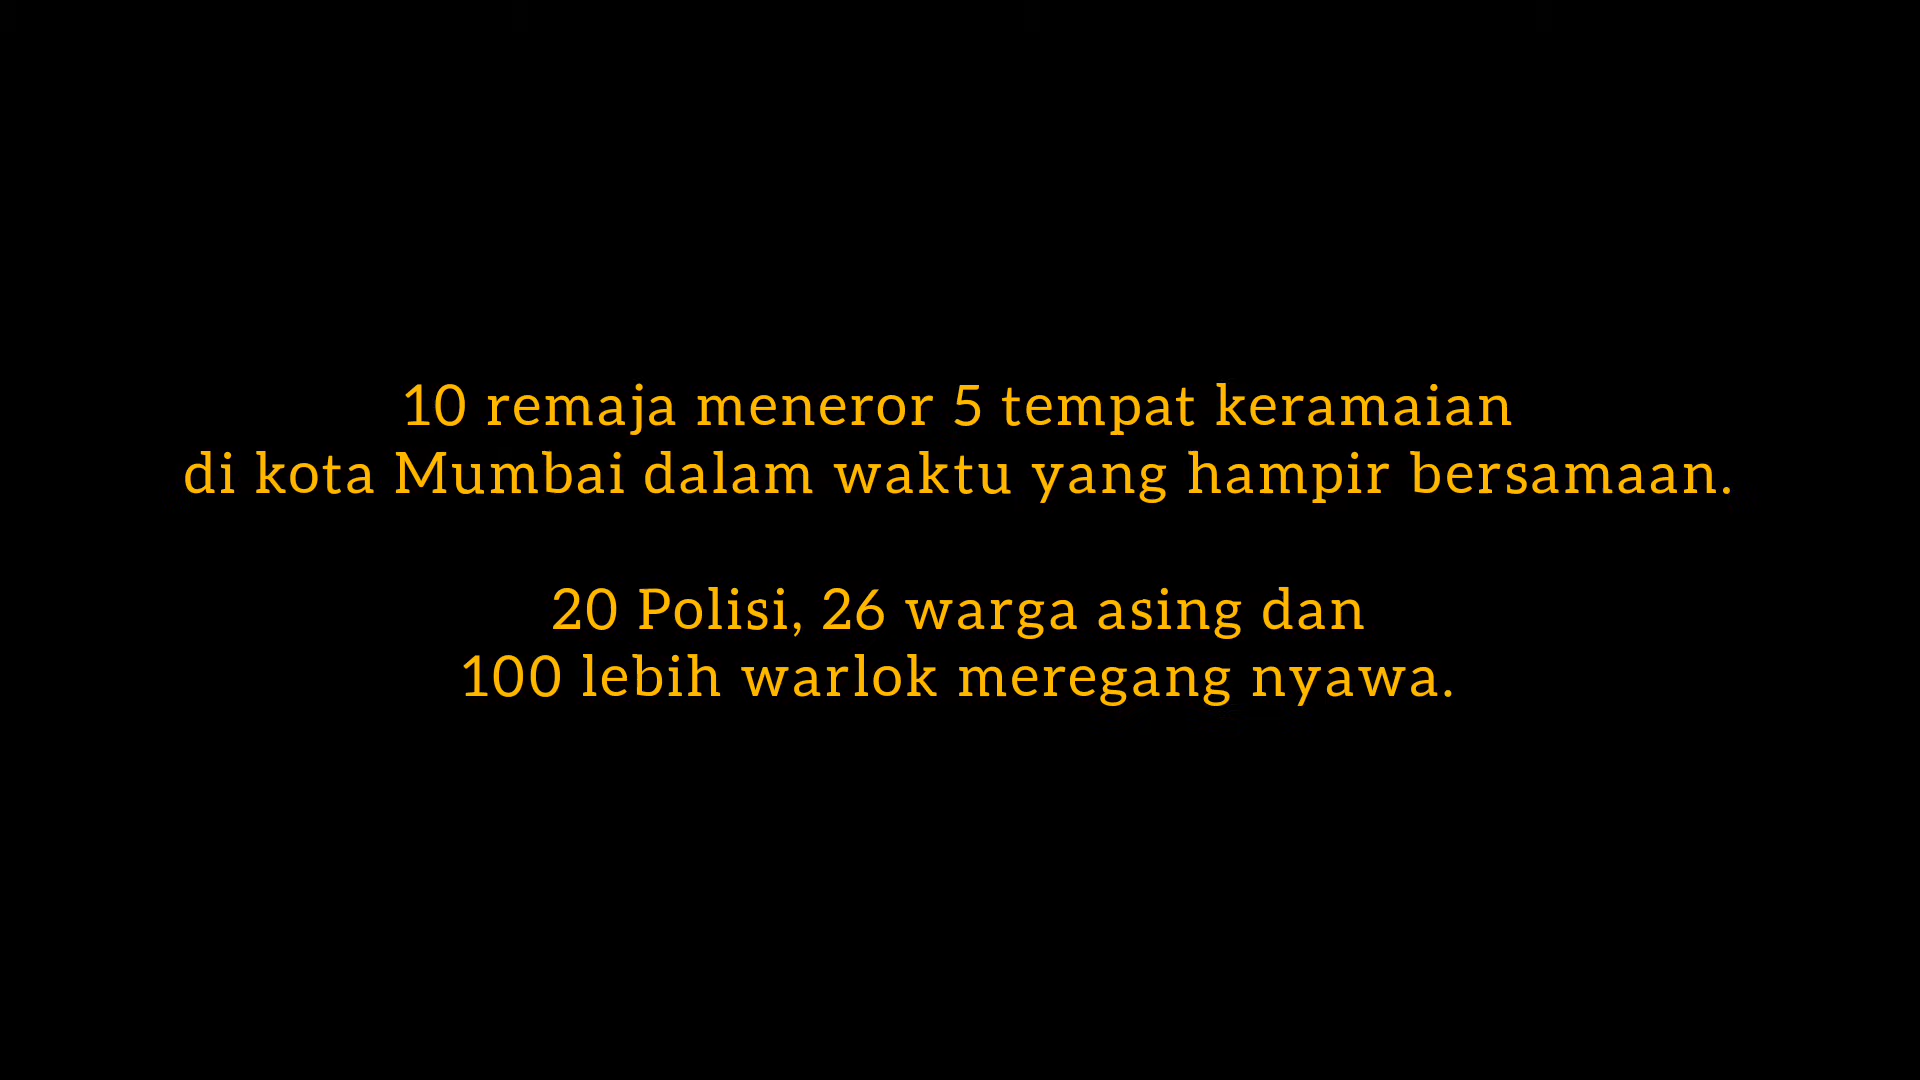 10 remaja meneror 5 tempat keramaian
di kota Mumbai dalam waktu yang hampir bersamaan.
20 Polisi, 26 warga asing dan
100 lebih warlok meregang nyawa.